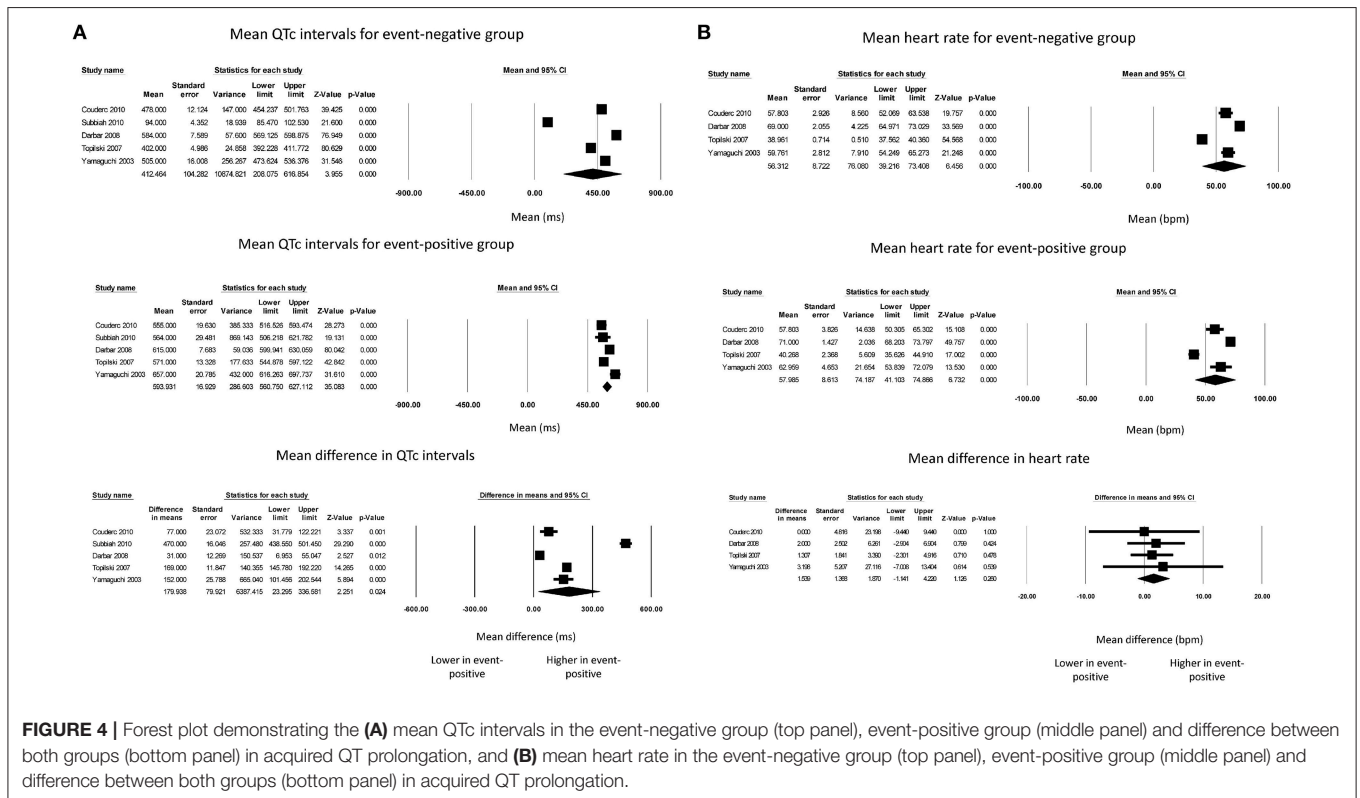 A
Mean QTc intervals for event-negative group
Study name Statistics for each study Mean and 95% CI
Mean Standard error Variance Lower limit Upper limit Z-Value p-Value
Couderc 2010 478.000 12.124 147.000 454.237 501.763 39.425 0.000
Subbiah 2010 94.000 4.352 18.939 85.470 102.530 21.600 0.000
Darbar 2008 584.000 7.589 57.600 569.125 598.875 76.949 0.000
Topilski 2007 402.000 4.986 24.858 392.228 411.772 80.629 0.000
Yamaguchi 2003 505.000 16.008 256.267 473.624 536.376 31.546 0.000
412.464 104.282 10874.821 208.075 616.854 3.955 0.000
-900.00 -450.00 0.00 450.00 900.00
Mean (ms)
Mean QTc intervals for event-positive group
Study name Statistics for each study Mean and 95% CI
Mean Standard error Variance Lower limit Upper limit Z-Value p-Value
Couderc 2010 555.000 19.630 385.333 516.526 593.474 28.273 0.000
Subbiah 2010 564.000 29.481 869.143 506.218 621.782 19.131 0.000
Darbar 2008 615.000 7.683 59.036 599.941 630.059 80.042 0.000
Topilski 2007 571.000 13.328 177.633 544.878 597.122 42.842 0.000
Yamaguchi 2003 657.000 20.785 432.000 616.263 697.737 31.610 0.000
593.931 16.929 286.603 560.750 627.112 35.083 0.000
-900.00 -450.00 0.00 450.00 900.00
Mean (ms)
Mean difference in QTc intervals
Study name Statistics for each study Difference in means and 95% CI
Difference in means Standard error Variance Lower limit Upper limit Z-Value p-Value
Couderc 2010 77.000 23.072 532.333 31.779 122.221 3.337 0.001
Subbiah 2010 470.000 16.046 257.480 438.550 501.450 29.290 0.000
Darbar 2008 31.000 12.269 150.537 6.953 55.047 2.527 0.012
Topilski 2007 169.000 11.847 140.355 145.780 192.220 14.265 0.000
Yamaguchi 2003 152.000 25.788 665.040 101.456 202.544 5.894 0.000
179.938 79.921 6387.415 23.295 336.581 2.251 0.024
-600.00 -300.00 0.00 300.00 600.00
Mean difference (ms)
Lower in event-positive Higher in event-positive
B
Mean heart rate for event-negative group
Study name Statistics for each study Mean and 95% CI
Mean Standard error Variance Lower limit Upper limit Z-Value p-Value
Couderc 2010 57.803 2.926 8.560 52.069 63.538 19.757 0.000
Darbar 2008 69.000 2.055 4.225 64.971 73.029 33.569 0.000
Topilski 2007 38.961 0.714 0.510 37.562 40.360 54.568 0.000
Yamaguchi 2003 59.761 2.812 7.910 54.249 65.273 21.248 0.000
56.312 8.722 76.080 39.216 73.408 6.456 0.000
-100.00 -50.00 0.00 50.00 100.00
Mean (bpm)
Mean heart rate for event-positive group
Study name Statistics for each study Mean and 95% CI
Mean Standard error Variance Lower limit Upper limit Z-Value p-Value
Couderc 2010 57.803 3.826 14.638 50.305 65.302 15.108 0.000
Darbar 2008 71.000 1.427 2.036 68.203 73.797 49.757 0.000
Topilski 2007 40.268 2.368 5.609 35.626 44.910 17.002 0.000
Yamaguchi 2003 62.959 4.653 21.654 53.839 72.079 13.530 0.000
57.985 8.613 74.187 41.103 74.866 6.732 0.000
-100.00 -50.00 0.00 50.00 100.00
Mean (bpm)
Mean difference in heart rate
Study name Statistics for each study Difference in means and 95% CI
Difference in means Standard error Variance Lower limit Upper limit Z-Value p-Value
Couderc 2010 0.000 4.816 23.198 -9.440 9.440 0.000 1.000
Darbar 2008 2.000 2.502 6.261 -2.904 6.904 0.799 0.424
Topilski 2007 1.307 1.841 3.390 -2.301 4.916 0.710 0.478
Yamaguchi 2003 3.198 5.207 27.116 -7.008 13.404 0.614 0.539
1.539 1.368 1.870 -1.141 4.220 1.126 0.260
-20.00 -10.00 0.00 10.00 20.00
Mean difference (bpm)
Lower in event-positive Higher in event-positive
FIGURE 4 | Forest plot demonstrating the (A) mean QTc intervals in the event-negative group (top panel), event-positive group (middle panel) and difference between
both groups (bottom panel) in acquired QT prolongation, and (B) mean heart rate in the event-negative group (top panel), event-positive group (middle panel) and
difference between both groups (bottom panel) in acquired QT prolongation.